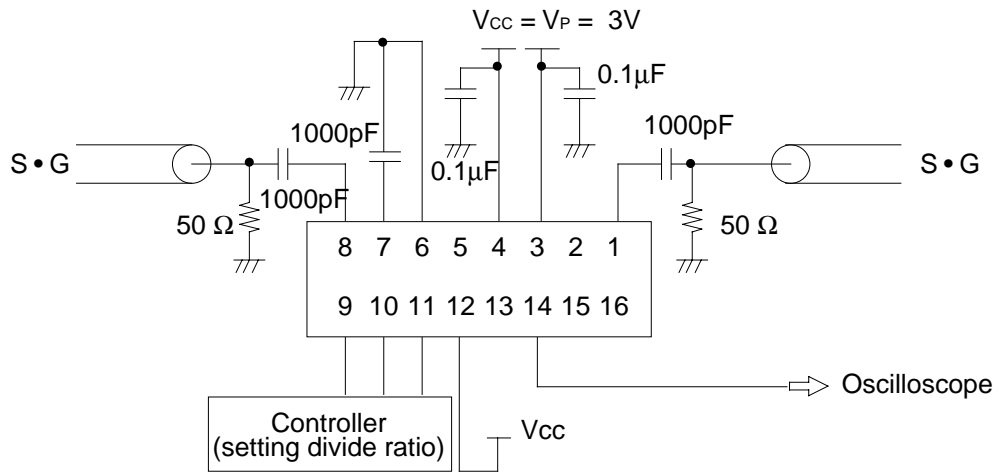 VCC = VP = 3V
0.1µF
1000pF
1000pF
S • G
0.1µF
S • G
1000pF
50 Ω
50 Ω
8 7 6 5 4 3 2 1
9 10 11 12 13 14 15 16
Oscilloscope
Controller
(setting divide ratio)
Vcc